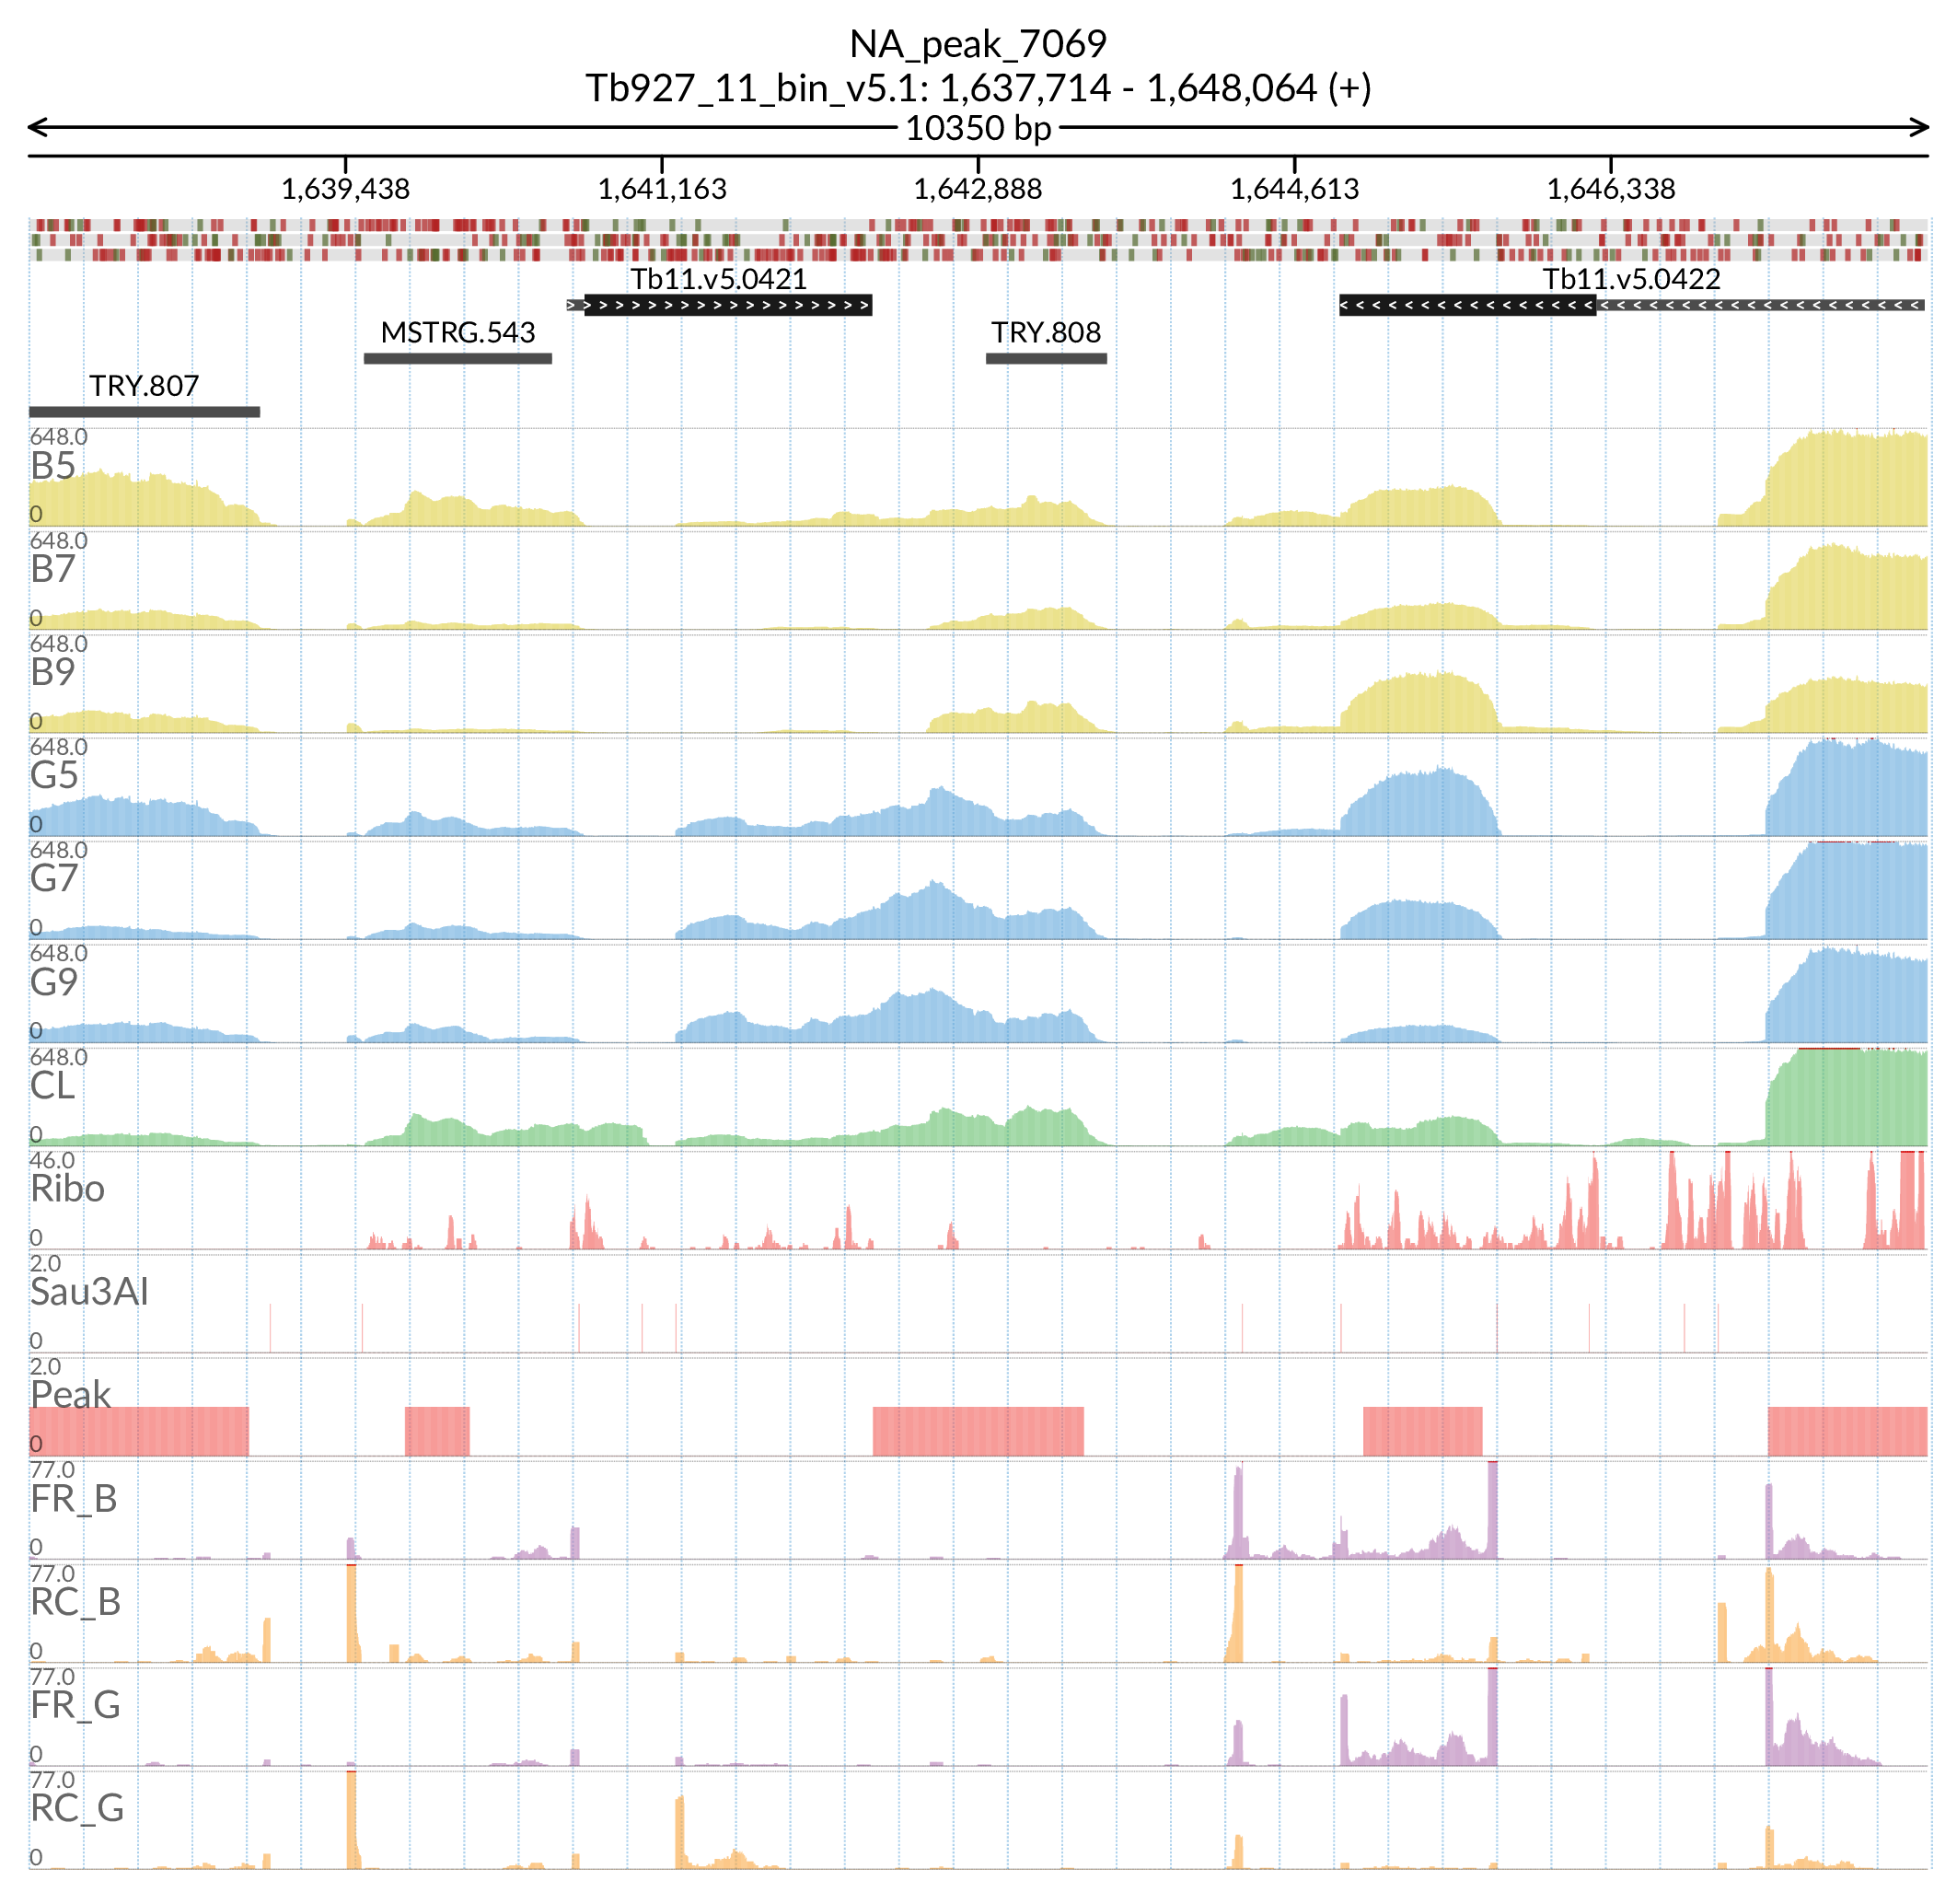 NA_peak_7069
Tb927_11_bin_v5.1: 1,637,714 - 1,648,064 (+)
10350 bp
1,639,438 1,641,163 1,642,888 1,644,613 1,646,338
Tb11.v5.0421 Tb11.v5.0422
MSTRG.543 TRY.808
TRY.807
648.0
B5
0
648.0
B7
0
648.0
B9
0
648.0
G5
0
648.0
G7
0
648.0
G9
0
648.0
CL
0
46.0
Ribo
0
2.0
Sau3AI
0
2.0
Peak
0
77.0
FR_B
0
77.0
RC_B
0
77.0
FR_G
0
77.0
RC_G
0